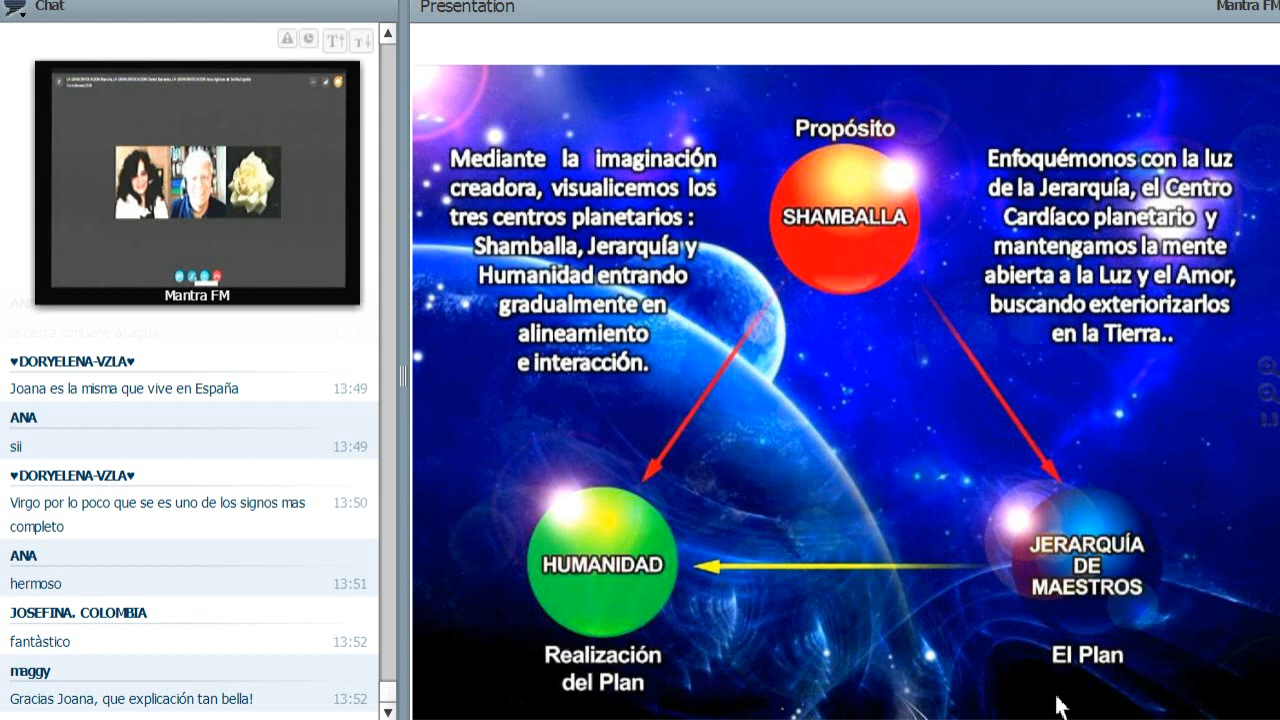 Chat
Mantra FM
la tierra contiene al agua
♥DORYELENA-VZLA♥
Joana es la misma que vive en España 13:49
ANA
sii 13:49
♥DORYELENA-VZLA♥
Virgo por lo poco que se es uno de los signos mas 13:50
completo
ANA
hermoso 13:51
JOSEFINA. COLOMBIA
fantàstico 13:52
maggy
Gracias Joana, que explicación tan bella! 13:52
Presentation
Mantra FM
Mediante la imaginación
creadora, visualicemos los
tres centros planetarios :
Shamballa, Jerarquía y
Humanidad entrando
gradualmente en
alineamiento
e interacción.
Propósito
SHAMBALLA
Enfoquémonos con la luz
de la Jerarquía, el Centro
Cardíaco planetario y
mantengamos la mente
abierta a la Luz y el Amor,
buscando exteriorizarlos
en la Tierra..
HUMANIDAD
Realización
del Plan
JERARQUÍA
DE
MAESTROS
El Plan